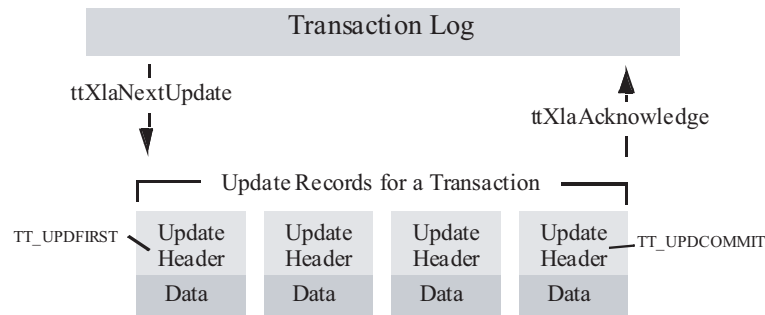 Transaction Log
ttXlaNextUpdate
ttXlaAcknowledge
Update Records for a Transaction
TT_UPDFIRST
Update
Header
Data
Update
Header
Data
Update
Header
Data
Update
Header
Data
TT_UPDCOMMIT